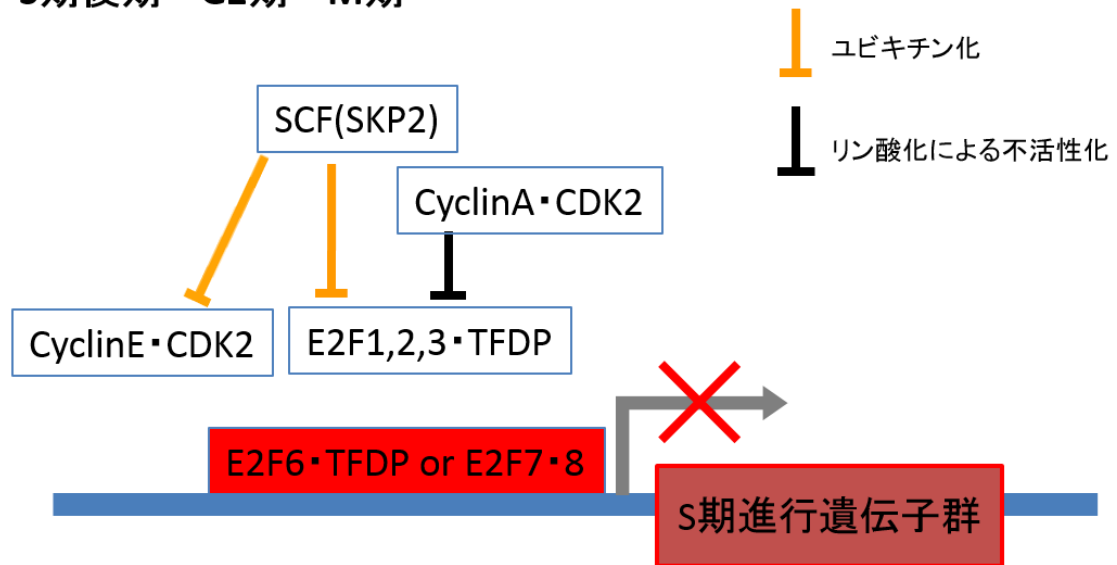 ユビキチン化
SCF(SKP2)
リン酸化による不活性化
CyclinA・CDK2
CyclinE・CDK2
E2F1,2,3・TFDP
E2F6・TFDP or E2F7・8
S期進行遺伝子群